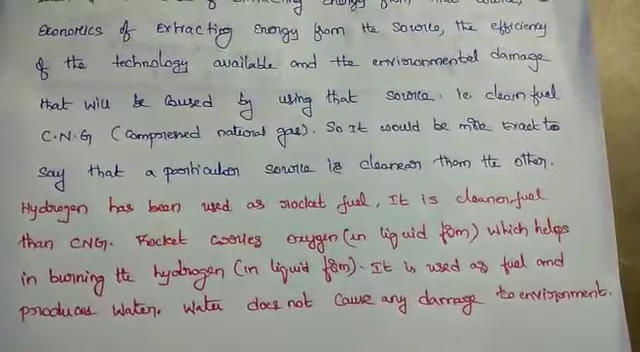 Economics of Extracting Energy from the source, the efficiency
of the technology available and the environmental damage
that will be caused by using that source. ie. clean fuel
C.N.G (compressed natural gas). So It would be more Exact to
say that a particular source is cleaner than the other.
Hydrogen has been used as rocket fuel, It is cleaner fuel
than CNG. Rocket carries oxygen (in liquid form) which helps
in burning the hydrogen (in liquid form). It is used as fuel and
produces water. Water does not cause any damage to environment.